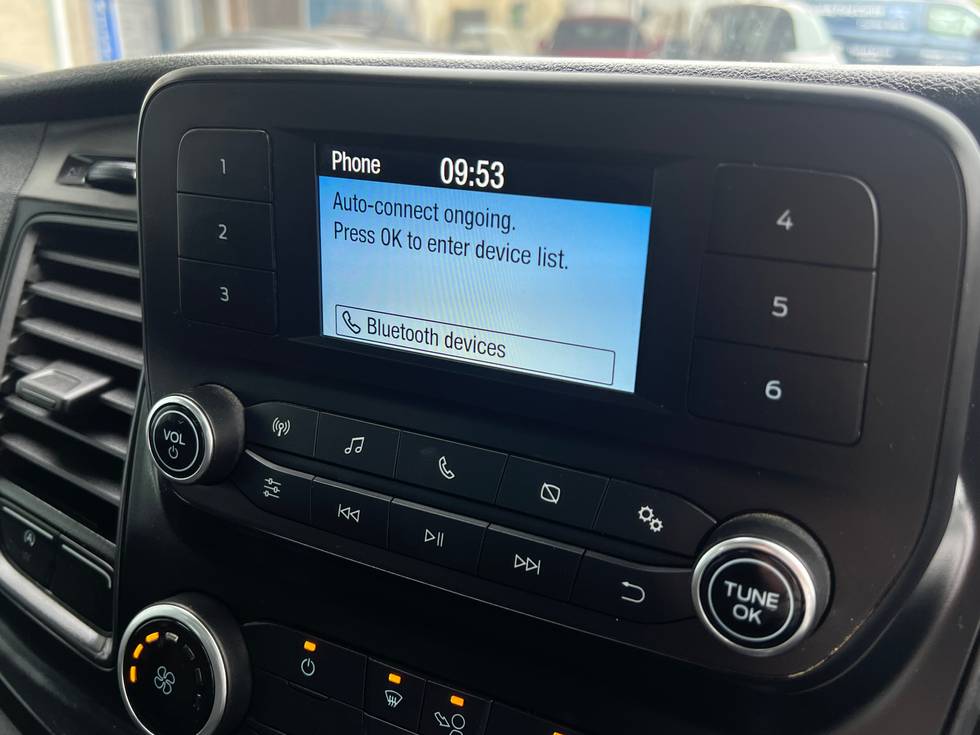 Phone 09:53
Auto-connect ongoing.
Press OK to enter device list.
Bluetooth devices
1
2
3
4
5
6
VOL
TUNE
OK